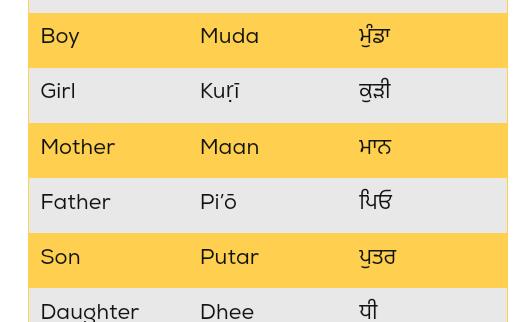 Boy Muda ਮੁੰਡਾ
Girl Kuṛī ਕੁੜੀ
Mother Maan ਮਾਨ
Father Pi’ō ਪਿਓ
Son Putar ਪੁਤਰ
Daughter Dhee ਧੀ